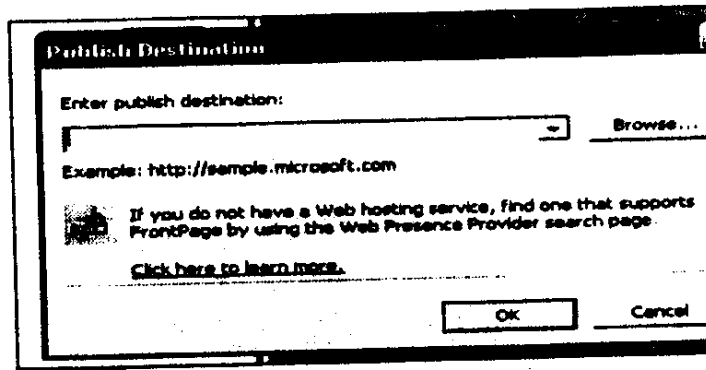 Publish Destination
Enter publish destination:
Browse...
Example: http://sample.microsoft.com
If you do not have a Web hosting service, find one that supports
FrontPage by using the Web Presence Provider search page.
Click here to learn more.
OK
Cancel